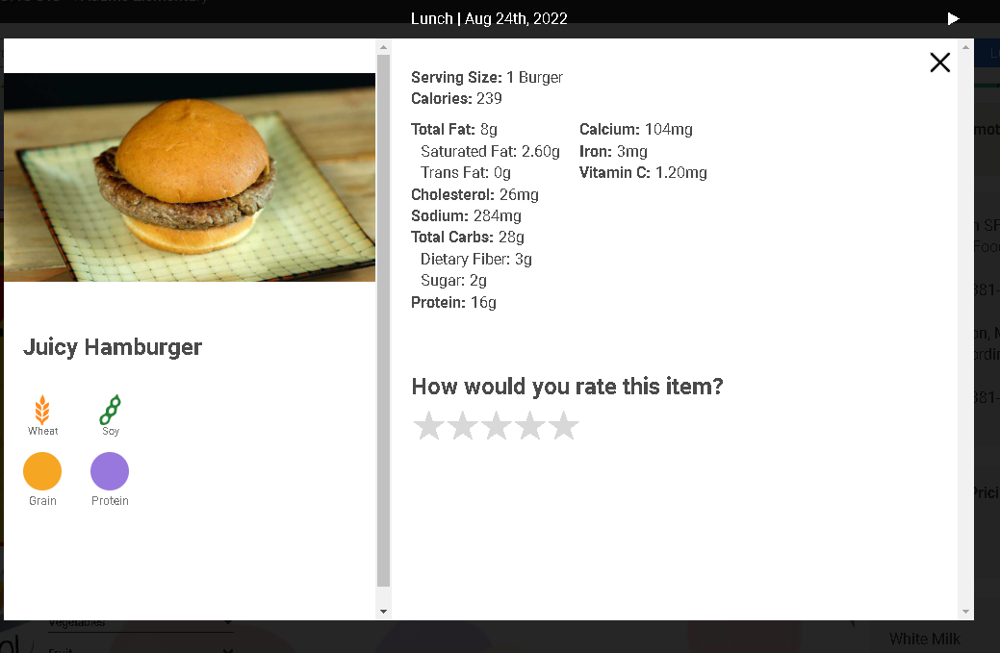 Lunch | Aug 24th, 2022
Serving Size: 1 Burger
Calories: 239
Total Fat: 8g
Saturated Fat: 2.60g
Trans Fat: 0g
Cholesterol: 26mg
Sodium: 284mg
Total Carbs: 28g
Dietary Fiber: 3g
Sugar: 2g
Protein: 16g
Calcium: 104mg
Iron: 3mg
Vitamin C: 1.20mg
Juicy Hamburger
Wheat
Soy
Grain
Protein
How would you rate this item?
Vegetables
Fruit
White Milk